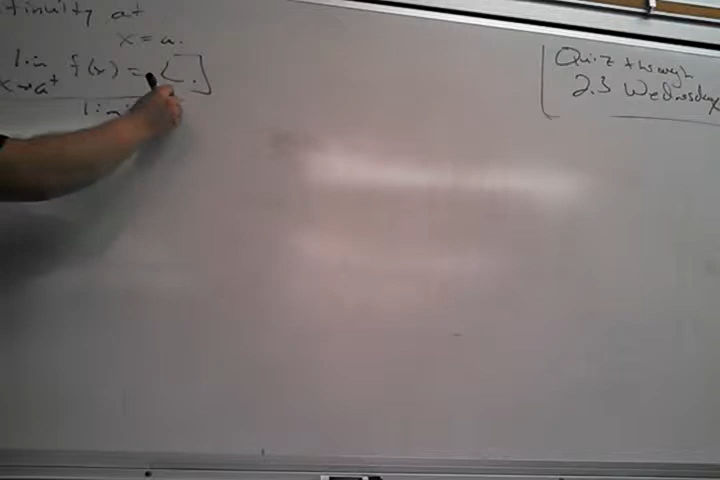 tinuity at
x = a.
lim f(x) =
x→a⁺
lim
Quiz through
2.3 Wednesday